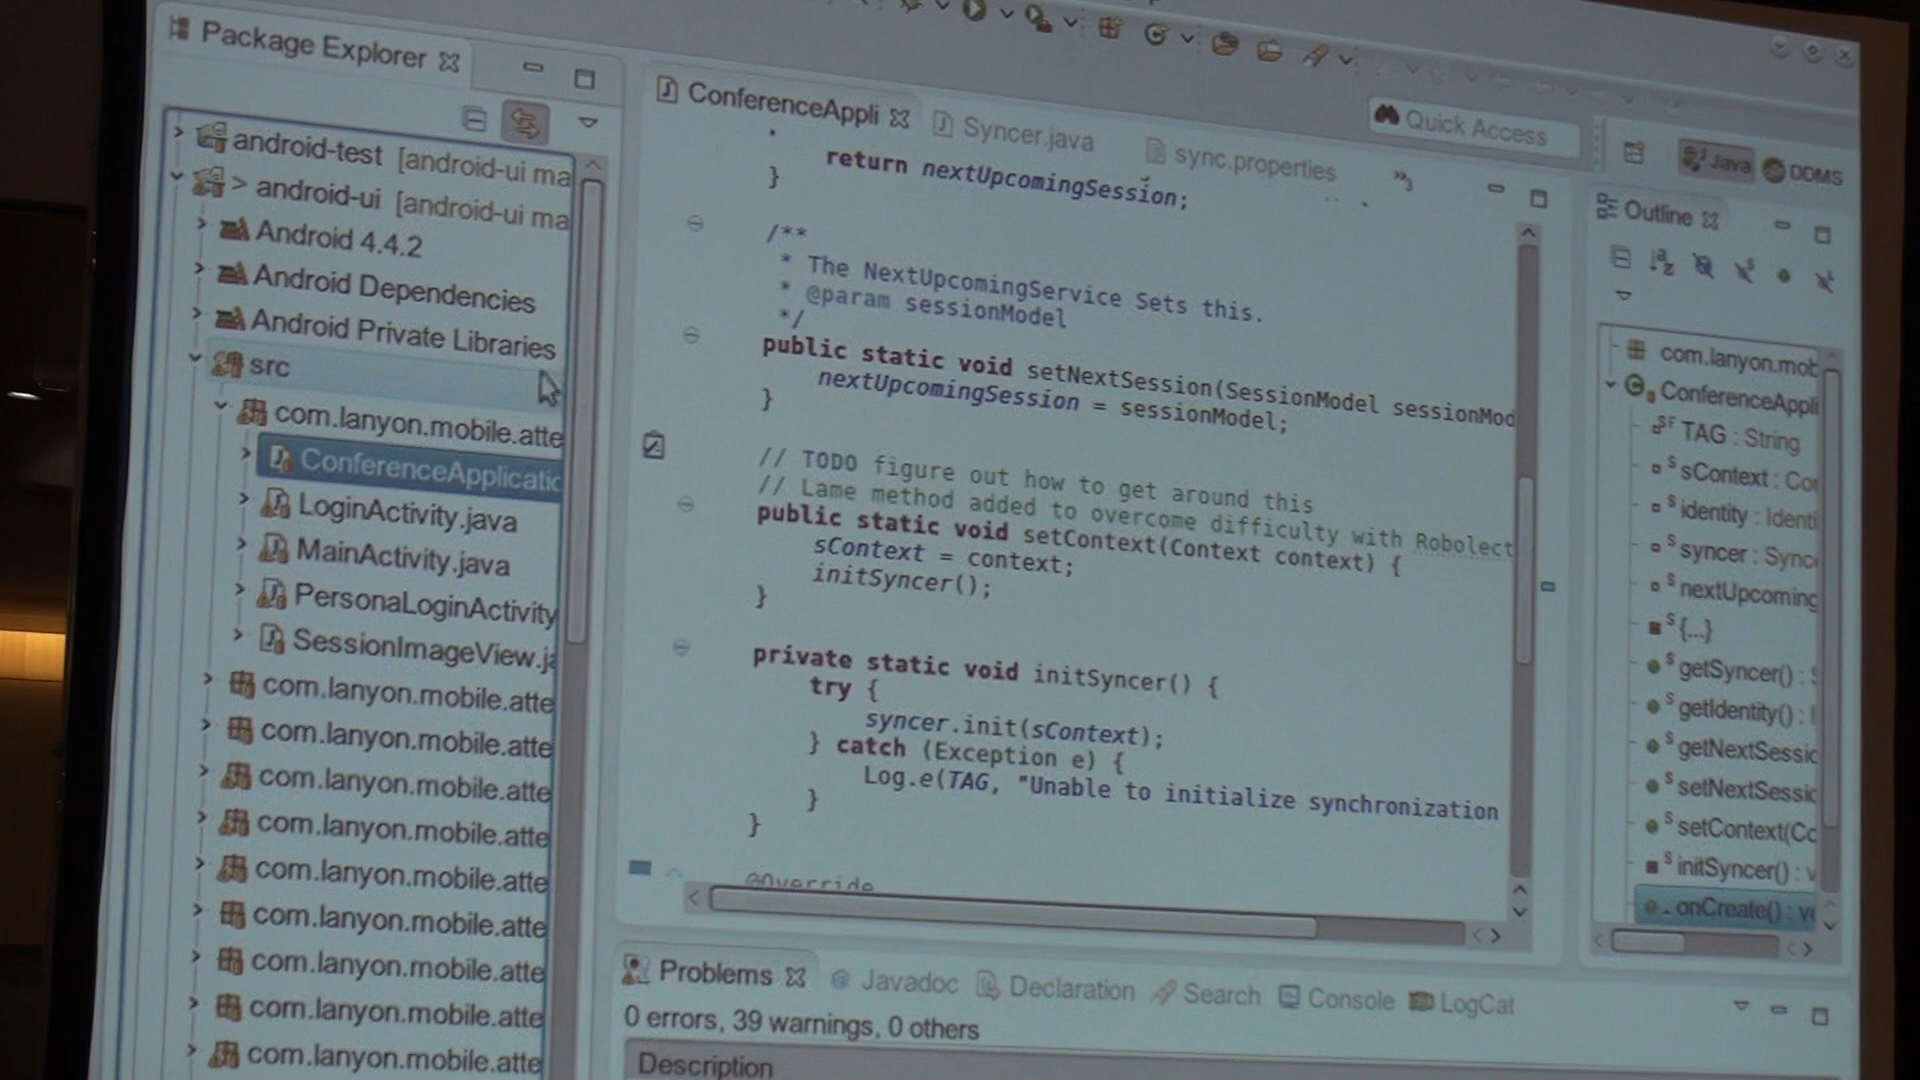 Package Explorer
android-test [android-ui ma
> android-ui [android-ui ma
Android 4.4.2
Android Dependencies
Android Private Libraries
src
com.lanyon.mobile.atte
ConferenceApplicatic
LoginActivity.java
MainActivity.java
PersonaLoginActivity
SessionImageView.ja
com.lanyon.mobile.atte
com.lanyon.mobile.atte
com.lanyon.mobile.atte
com.lanyon.mobile.atte
com.lanyon.mobile.atte
com.lanyon.mobile.atte
com.lanyon.mobile.atte
com.lanyon.mobile.atte
com.lanyon.mobile.atte
ConferenceAppli
Syncer.java
sync.properties
»3
Quick Access
Java
DDMS
return nextUpcomingSession;
}
/**
* The NextUpcomingService Sets this.
* @param sessionModel
*/
public static void setNextSession(SessionModel sessionMod
nextUpcomingSession = sessionModel;
}
// TODO figure out how to get around this
// Lame method added to overcome difficulty with Robolect
public static void setContext(Context context) {
sContext = context;
initSyncer();
}
private static void initSyncer() {
try {
syncer.init(sContext);
} catch (Exception e) {
Log.e(TAG, "Unable to initialize synchronization
}
}
@Override
Outline
com.lanyon.mob
ConferenceAppli
SF TAG : String
S sContext : Co
S identity : Identi
S syncer : Sync
S nextUpcoming
S {...}
S getSyncer() : S
S getIdentity() : I
S getNextSessic
S setNextSessic
S setContext(Cc
S initSyncer() : v
onCreate() : v
Problems
@ Javadoc
Declaration
Search
Console
LogCat
0 errors, 39 warnings, 0 others
Description